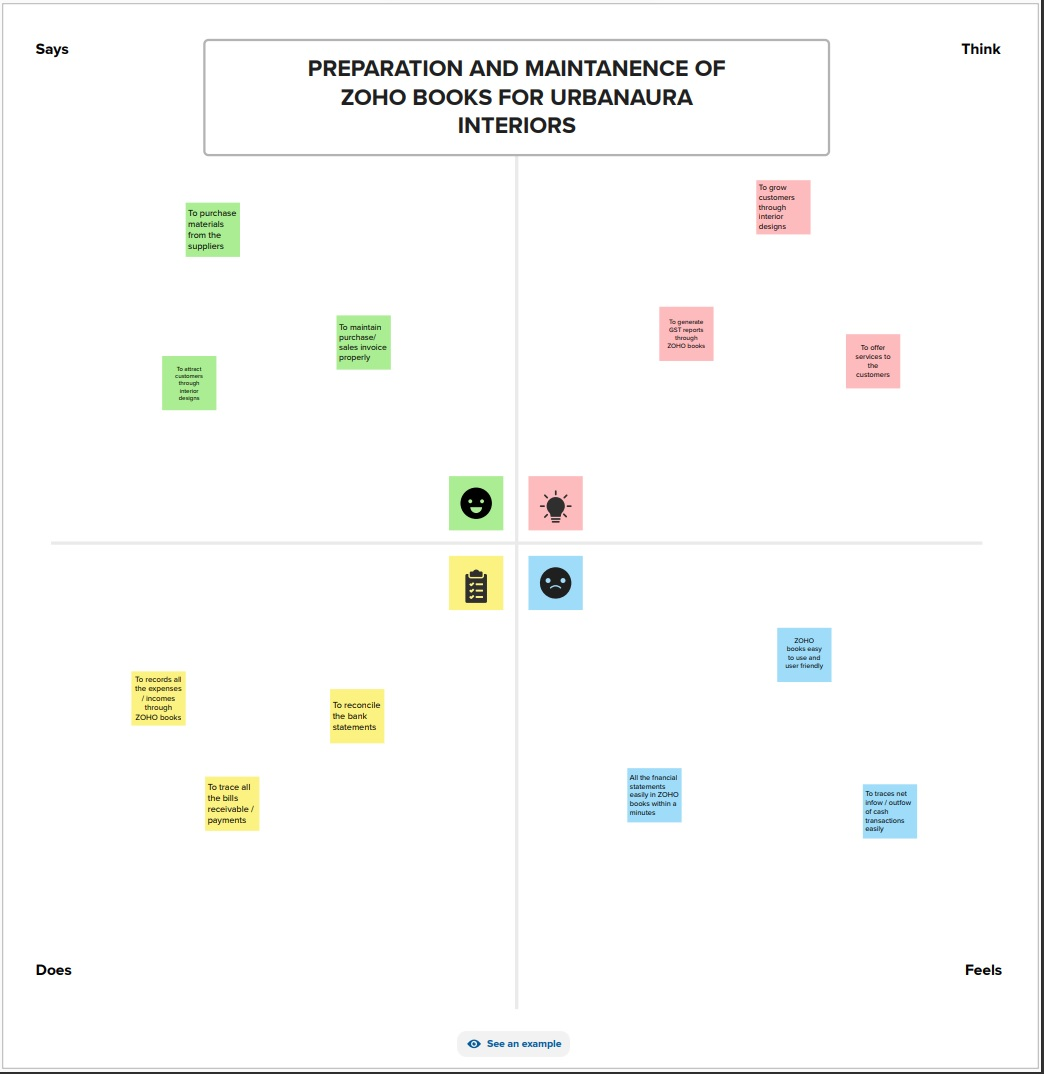 Says
Think
PREPARATION AND MAINTANENCE OF
ZOHO BOOKS FOR URBANAURA
INTERIORS
To purchase
materials
from the
suppliers
To maintain
purchase/
sales invoice
properly
To attract
customers
through
interior
designs
To grow
customers
through
interior
designs
To generate
GST reports
through
ZOHO books
To offer
services to
the
customers
To records all
the expenses
/ incomes
through
ZOHO books
To reconcile
the bank
statements
To trace all
the bills
receivable /
payments
ZOHO
books easy
to use and
user friendly
All the fnancial
statements
easily in ZOHO
books within a
minutes
To traces net
infow / outfow
of cash
transactions
easily
Does
Feels
See an example